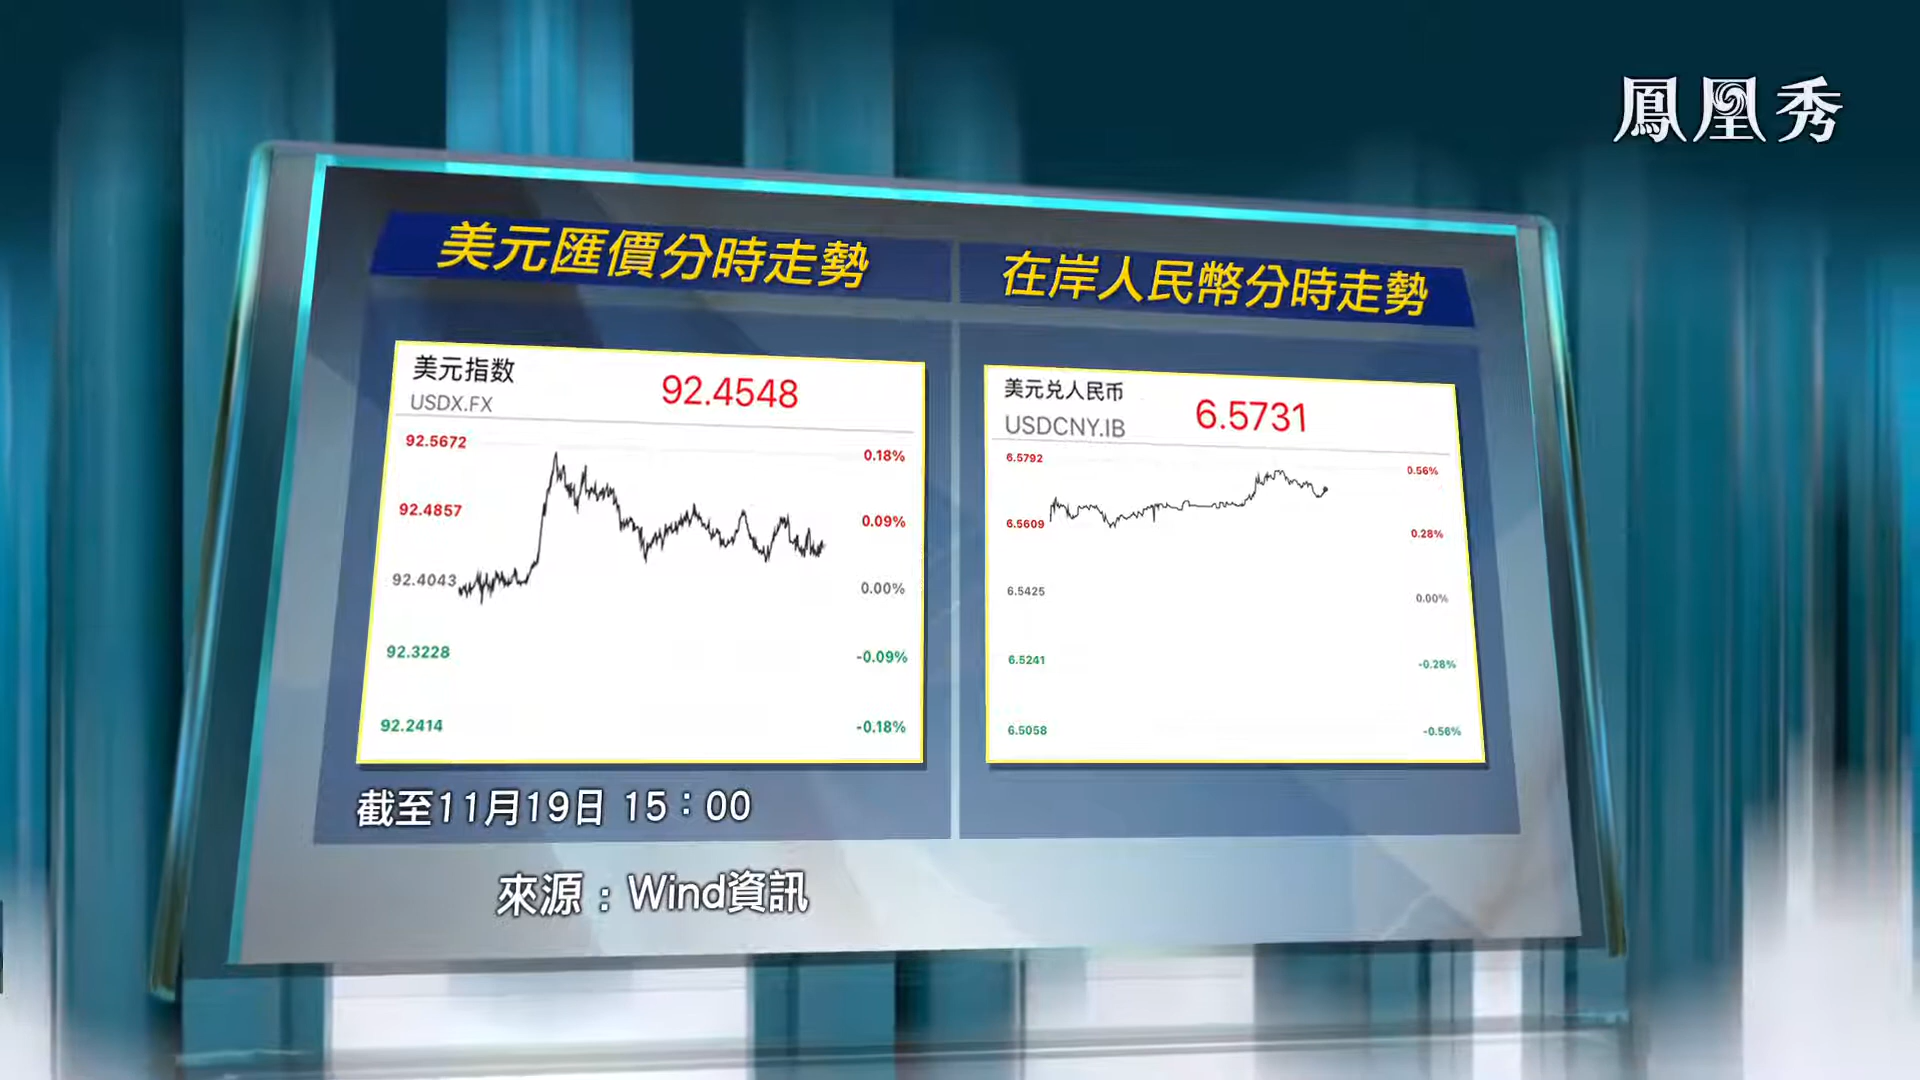 鳳凰秀
美元匯價分時走勢
在岸人民幣分時走勢
美元指数
USDX.FX
92.4548
92.5672
0.18%
92.4857
0.09%
92.4043
0.00%
92.3228
-0.09%
92.2414
-0.18%
美元兑人民币
USDCNY.IB
6.5731
6.5792
0.56%
6.5609
0.28%
6.5425
0.00%
6.5241
-0.28%
6.5058
-0.56%
截至11月19日 15：00
來源：Wind資訊